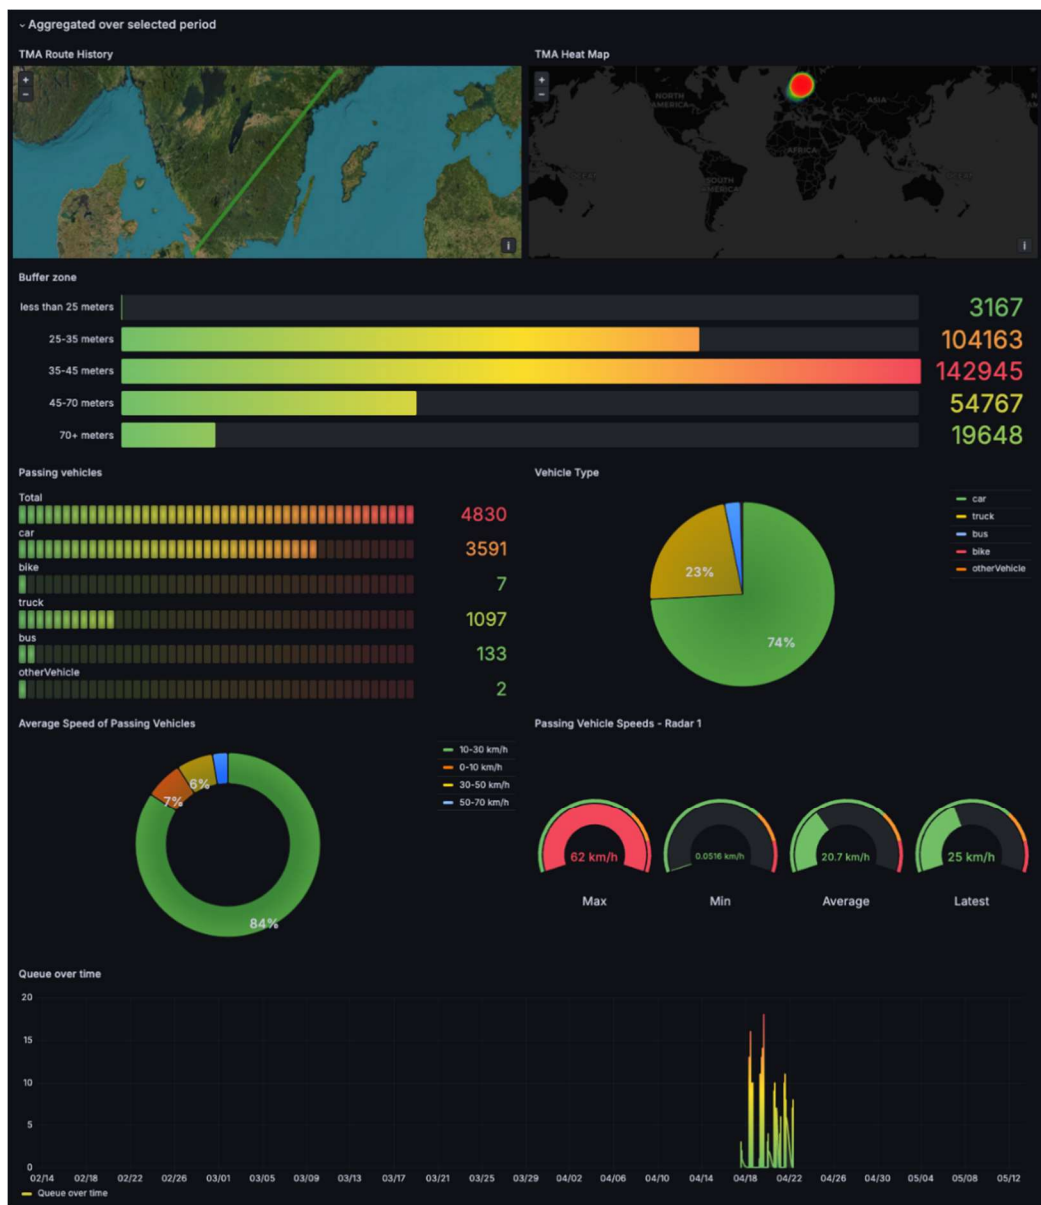 Aggregated over selected period
TMA Route History
TMA Heat Map
+
−
+
−
NORTH
AMERICA
ASIA
AFRICA
SOUTH
AMERICA
i
i
Buffer zone
less than 25 meters
3167
25-35 meters
104163
35-45 meters
142945
45-70 meters
54767
70+ meters
19648
Passing vehicles
Total
4830
car
3591
bike
7
truck
1097
bus
133
otherVehicle
2
Vehicle Type
23%
74%
car
truck
bus
bike
otherVehicle
Average Speed of Passing Vehicles
6%
7%
84%
10-30 km/h
0-10 km/h
30-50 km/h
50-70 km/h
Passing Vehicle Speeds - Radar 1
62 km/h
0.0516 km/h
20.7 km/h
25 km/h
Max
Min
Average
Latest
Queue over time
20
15
10
5
0
02/14 02/18 02/22 02/26 03/01 03/05 03/09 03/13 03/17 03/21 03/25 03/29 04/02 04/06 04/10 04/14 04/18 04/22 04/26 04/30 05/04 05/08 05/12
Queue over time